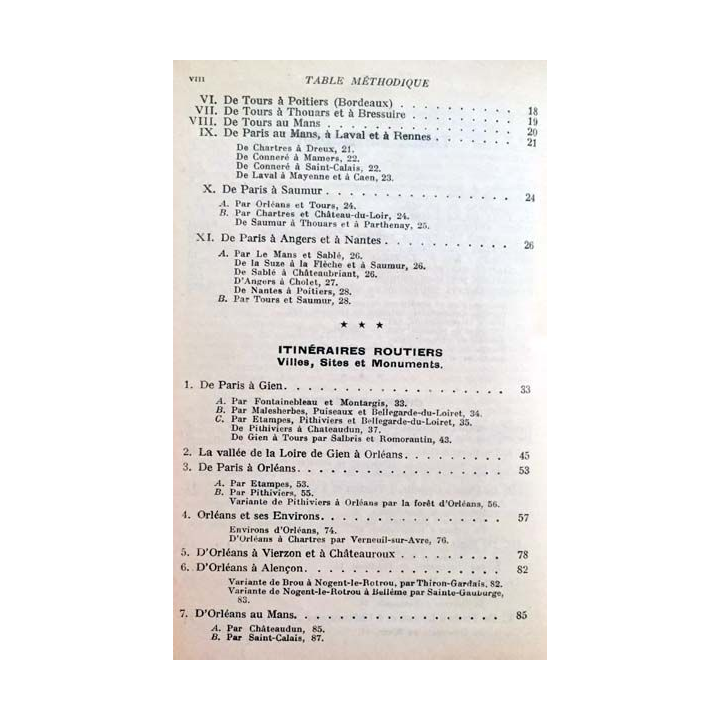 VIII TABLE MÉTHODIQUE
VI. De Tours à Poitiers (Bordeaux) . . . . . . . . 18
VII. De Tours à Thouars et à Bressuire . . . . . . . . 19
VIII. De Tours au Mans . . . . . . . . . . . . . 20
IX. De Paris au Mans, à Laval et à Rennes . . . . . . 21
De Chartres à Dreux, 21.
De Conneré à Mamers, 22.
De Conneré à Saint-Calais, 22.
De Laval à Mayenne et à Caen, 23.
X. De Paris à Saumur . . . . . . . . . . . . . 24
A. Par Orléans et Tours, 24.
B. Par Chartres et Château-du-Loir, 24.
De Saumur à Thouars et à Parthenay, 25.
XI. De Paris à Angers et à Nantes . . . . . . . . . 26
A. Par Le Mans et Sablé, 26.
De la Suze à la Flèche et à Saumur, 26.
De Sablé à Châteaubriant, 26.
D'Angers à Cholet, 27.
De Nantes à Poitiers, 28.
B. Par Tours et Saumur, 28.
★ ★ ★
ITINÉRAIRES ROUTIERS
Villes, Sites et Monuments.
1. De Paris à Gien . . . . . . . . . . . . . . . 33
A. Par Fontainebleau et Montargis, 33.
B. Par Malesherbes, Puiseaux et Bellegarde-du-Loiret, 34.
C. Par Etampes, Pithiviers et Bellegarde-du-Loiret, 35.
De Pithiviers à Chateaudun, 37.
De Gien à Tours par Salbris et Romorantin, 43.
2. La vallée de la Loire de Gien à Orléans . . . . . . . . 45
3. De Paris à Orléans . . . . . . . . . . . . . . . 53
A. Par Etampes, 53.
B. Par Pithiviers, 55.
Variante de Pithiviers à Orléans par la forêt d'Orléans, 56.
4. Orléans et ses Environs . . . . . . . . . . . . . 57
Environs d'Orléans, 74.
D'Orléans à Chartres par Verneuil-sur-Avre, 76.
5. D'Orléans à Vierzon et à Châteauroux . . . . . . . . 78
6. D'Orléans à Alençon . . . . . . . . . . . . . . 82
Variante de Brou à Nogent-le-Rotrou, par Thiron-Gardais, 82.
Variante de Nogent-le-Rotrou à Bellême par Sainte-Gauburge,
83.
7. D'Orléans au Mans . . . . . . . . . . . . . . . 85
A. Par Châteaudun, 85.
B. Par Saint-Calais, 87.